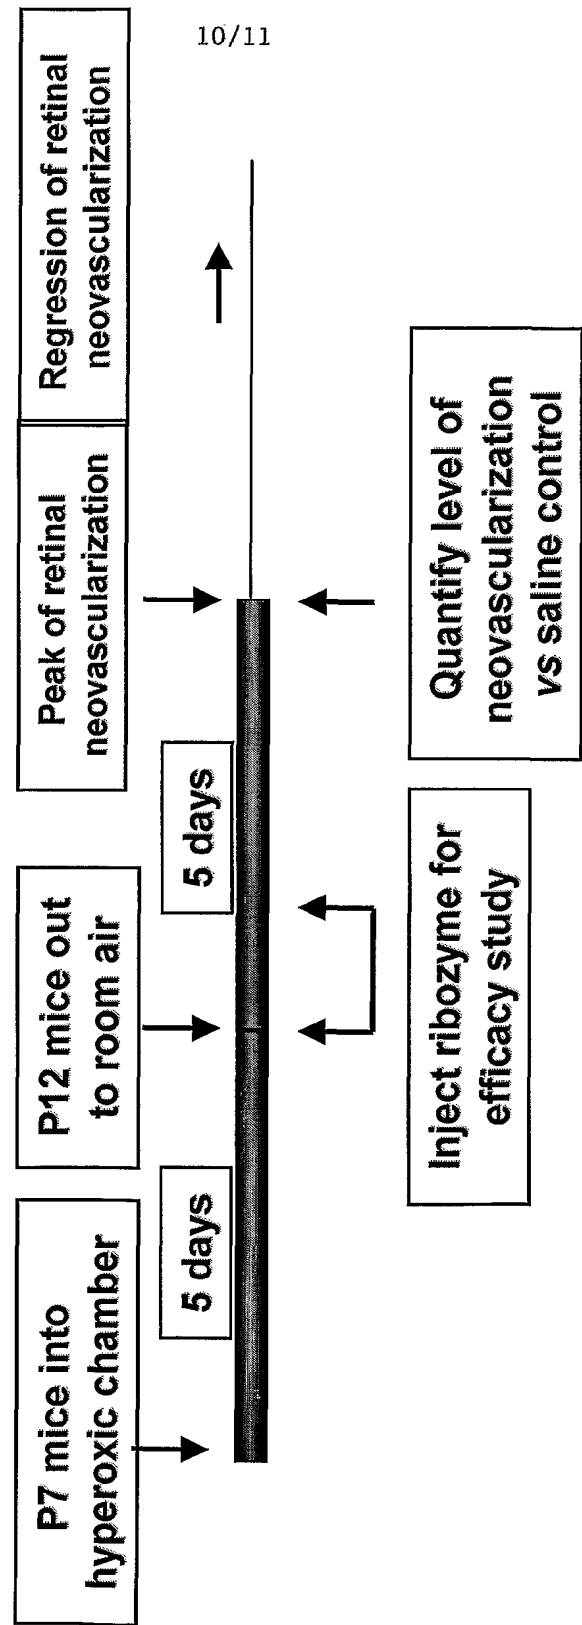 10/11
P7 mice into
hyperoxic chamber
5 days
P12 mice out
to room air
5 days
Peak of retinal
neovascularization
Regression of retinal
neovascularization
Inject ribozyme for
efficacy study
Quantify level of
neovascularization
vs saline control